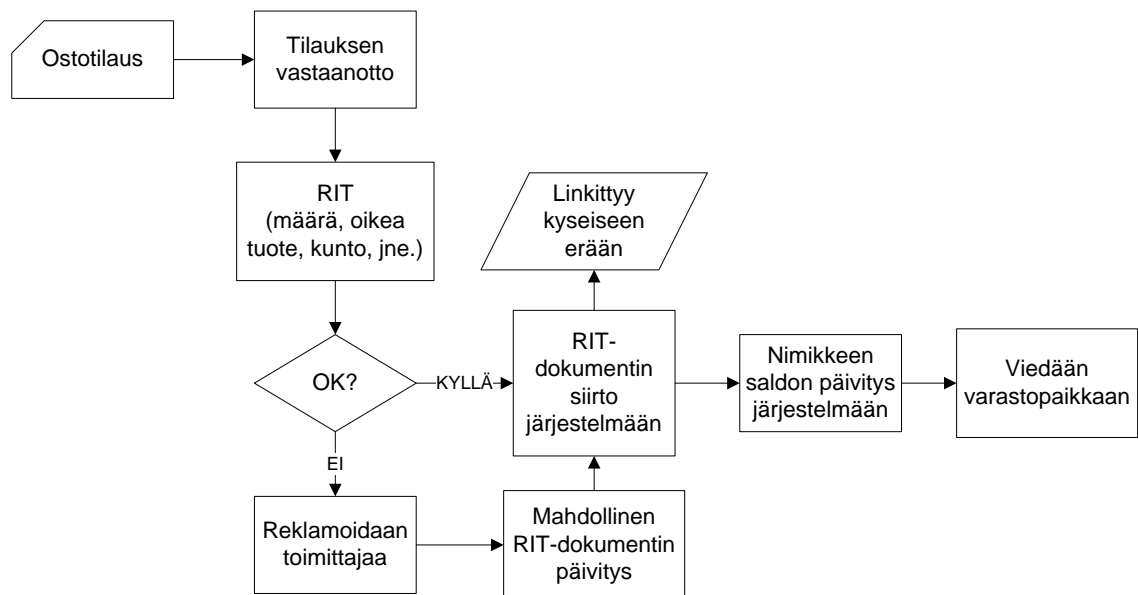 Ostotilaus
Tilauksen
vastaanotto
RIT
(määrä, oikea
tuote, kunto, jne.)
OK?
KYLLÄ
EI
Reklamoidaan
toimittajaa
Mahdollinen
RIT-dokumentin
päivitys
RIT-
dokumentin
siirto
järjestelmään
Linkittyy
kyseiseen
erään
Nimikkeen
saldon päivitys
järjestelmään
Viedään
varastopaikkaan